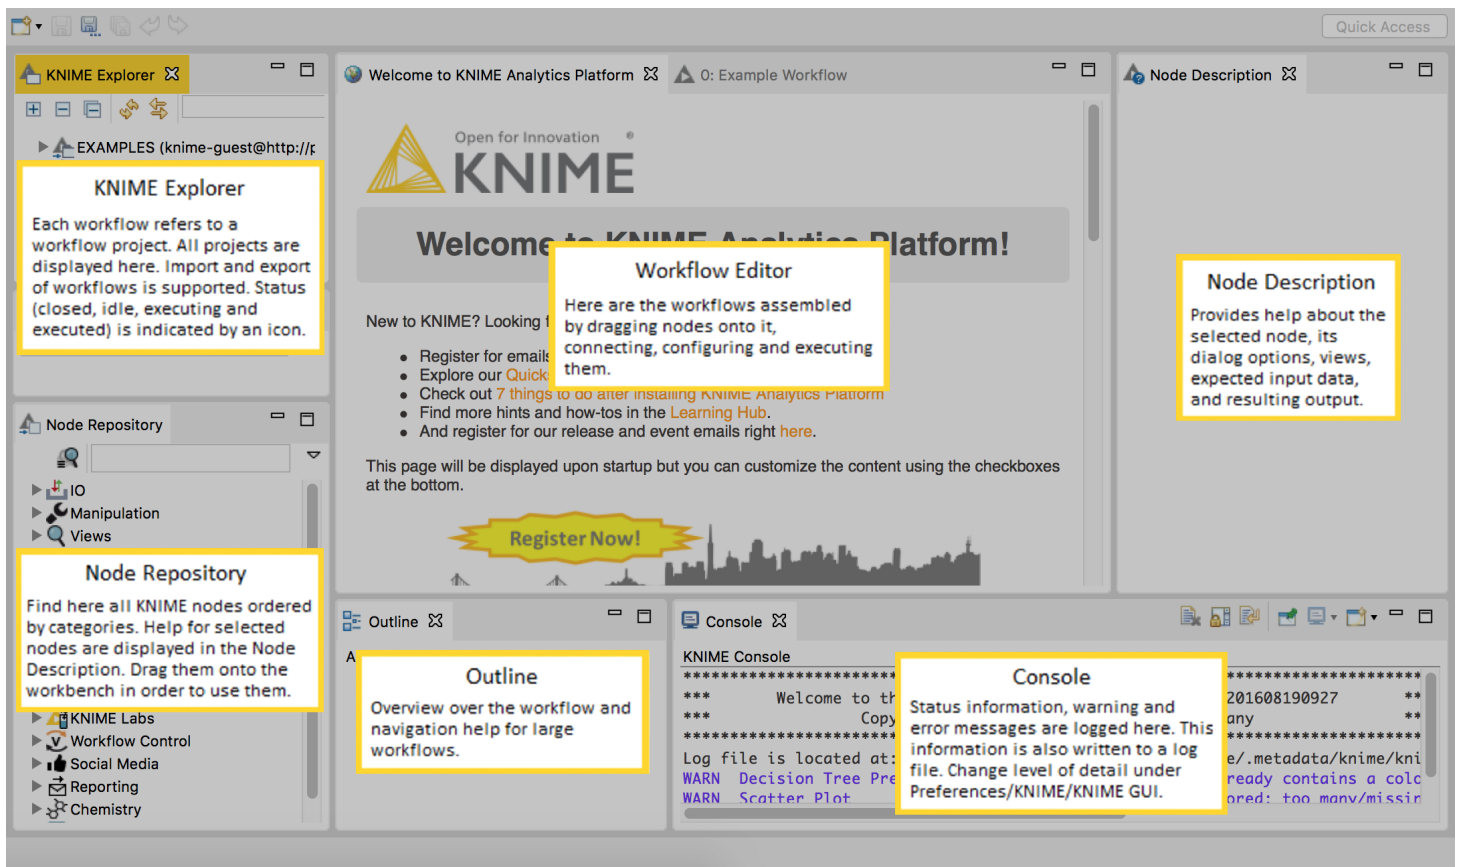 Quick Access
KNIME Explorer
EXAMPLES (knime-guest@http://p
KNIME Explorer
Each workflow refers to a
workflow project. All projects are
displayed here. Import and export
of workflows is supported. Status
(closed, idle, executing and
executed) is indicated by an icon.
Welcome to KNIME Analytics Platform
0: Example Workflow
Open for Innovation ®
KNIME
Welcome to KNIME Analytics Platform!
New to KNIME? Looking f
Register for emails
Explore our Quicks
Check out 7 things to do after installing KNIME Analytics Platform
Find more hints and how-tos in the Learning Hub.
And register for our release and event emails right here.
This page will be displayed upon startup but you can customize the content using the checkboxes
at the bottom.
Register Now!
Workflow Editor
Here are the workflows assembled
by dragging nodes onto it,
connecting, configuring and executing
them.
Node Description
Node Description
Provides help about the
selected node, its
dialog options, views,
expected input data,
and resulting output.
Node Repository
IO
Manipulation
Views
Node Repository
Find here all KNIME nodes ordered
by categories. Help for selected
nodes are displayed in the Node
Description. Drag them onto the
workbench in order to use them.
KNIME Labs
Workflow Control
Social Media
Reporting
Chemistry
Outline
A
Outline
Overview over the workflow and
navigation help for large
workflows.
Console
KNIME Console
*** Welcome to th 201608190927 **
*** Copy any **
Log file is located at: e/.metadata/knime/kni
WARN Decision Tree Pre ready contains a colo
WARN Scatter Plot ored: too many/missin
Console
Status information, warning and
error messages are logged here. This
information is also written to a log
file. Change level of detail under
Preferences/KNIME/KNIME GUI.